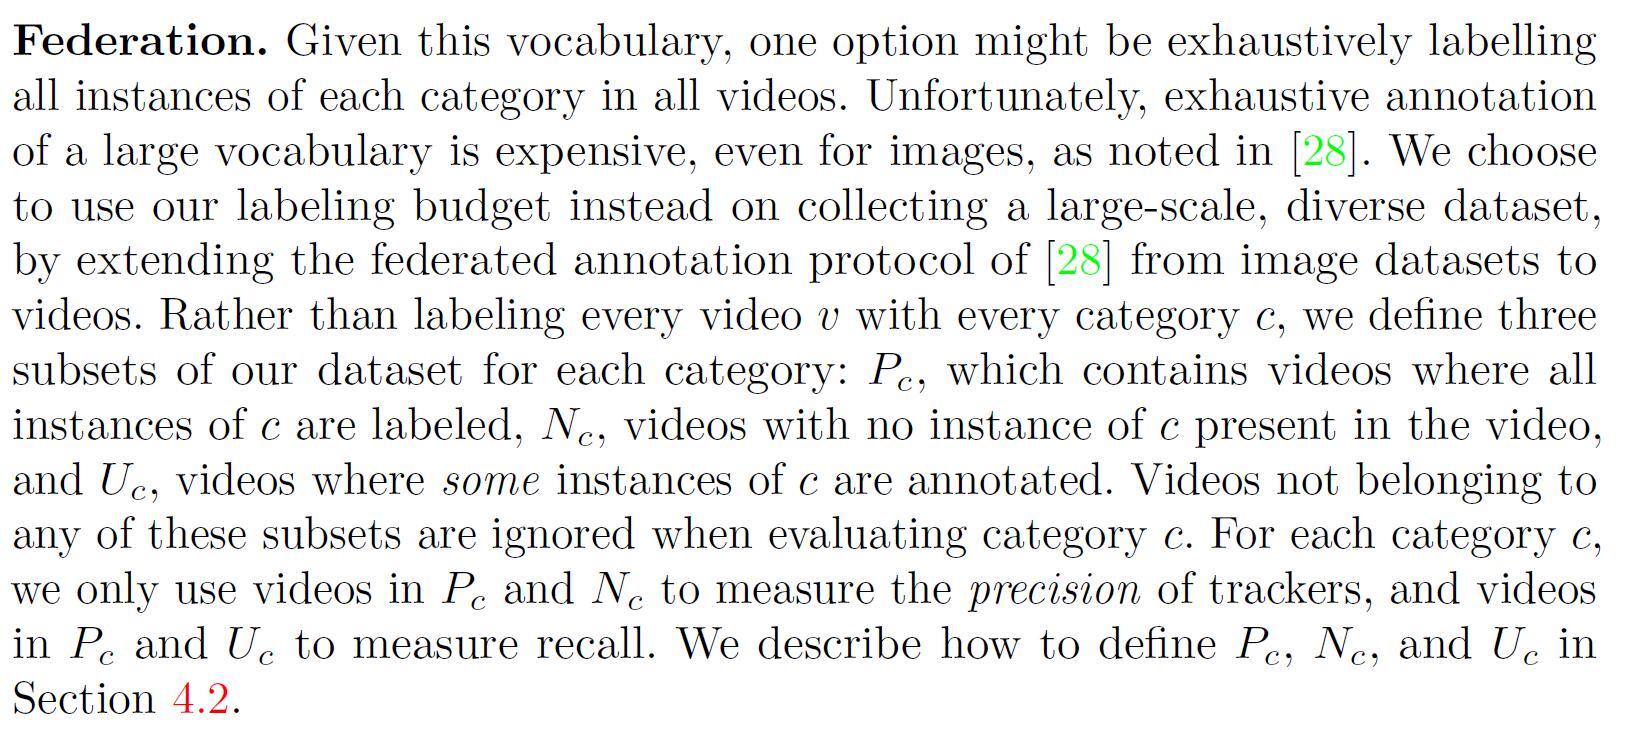 Federation. Given this vocabulary, one option might be exhaustively labelling
all instances of each category in all videos. Unfortunately, exhaustive annotation
of a large vocabulary is expensive, even for images, as noted in [28]. We choose
to use our labeling budget instead on collecting a large-scale, diverse dataset,
by extending the federated annotation protocol of [28] from image datasets to
videos. Rather than labeling every video v with every category c, we define three
subsets of our dataset for each category: P_c, which contains videos where all
instances of c are labeled, N_c, videos with no instance of c present in the video,
and U_c, videos where some instances of c are annotated. Videos not belonging to
any of these subsets are ignored when evaluating category c. For each category c,
we only use videos in P_c and N_c to measure the precision of trackers, and videos
in P_c and U_c to measure recall. We describe how to define P_c, N_c, and U_c in
Section 4.2.